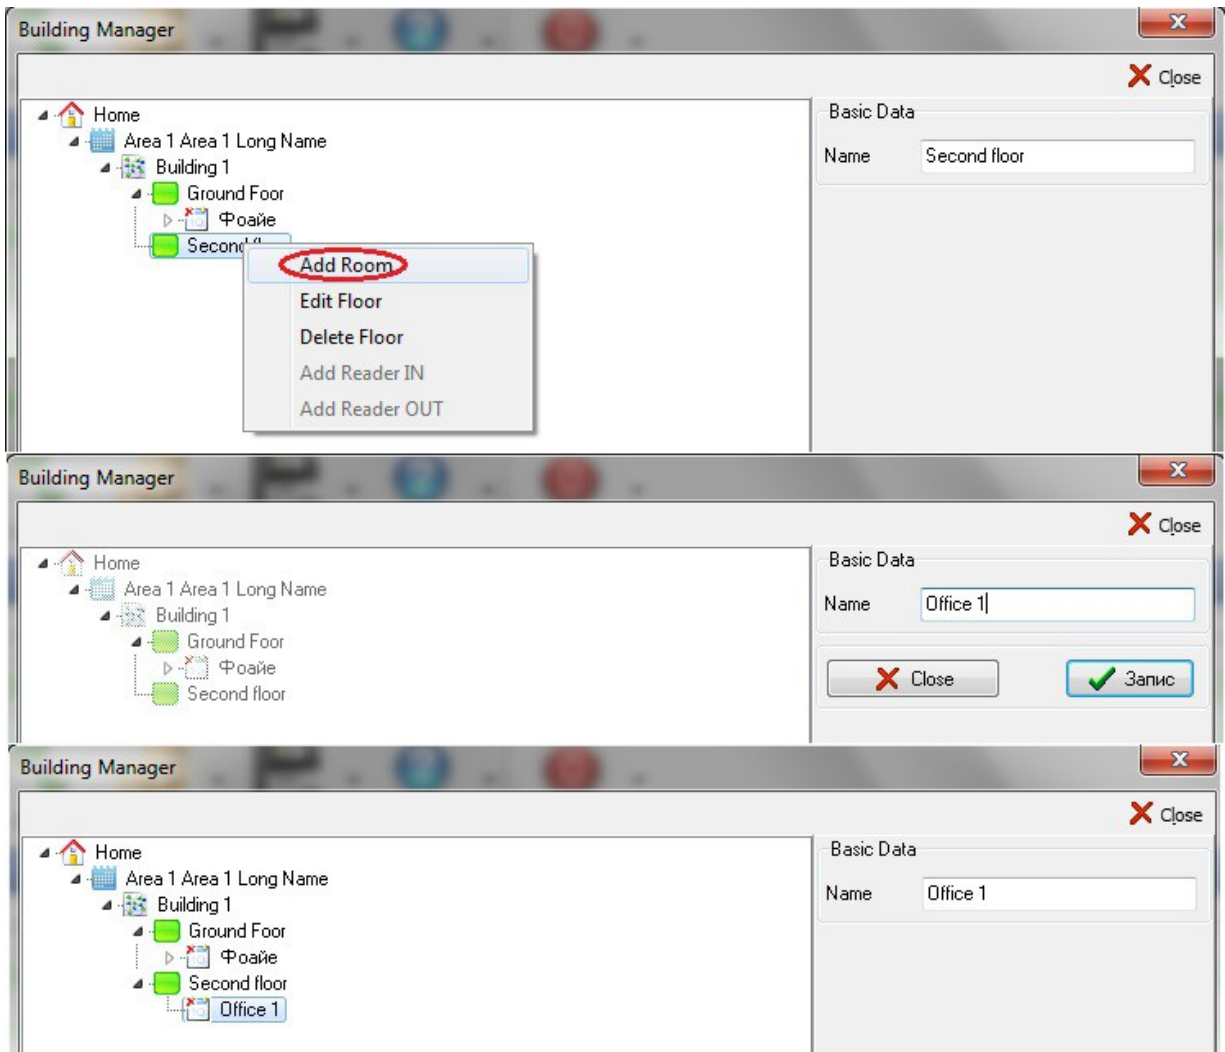 Building Manager
Close
Home
Area 1 Area 1 Long Name
Building 1
Ground Foor
Фоайе
Second fl
Add Room
Edit Floor
Delete Floor
Add Reader IN
Add Reader OUT
Basic Data
Name Second floor
Building Manager
Close
Home
Area 1 Area 1 Long Name
Building 1
Ground Foor
Фоайе
Second floor
Basic Data
Name Office 1
Close Запис
Building Manager
Close
Home
Area 1 Area 1 Long Name
Building 1
Ground Foor
Фоайе
Second floor
Office 1
Basic Data
Name Office 1